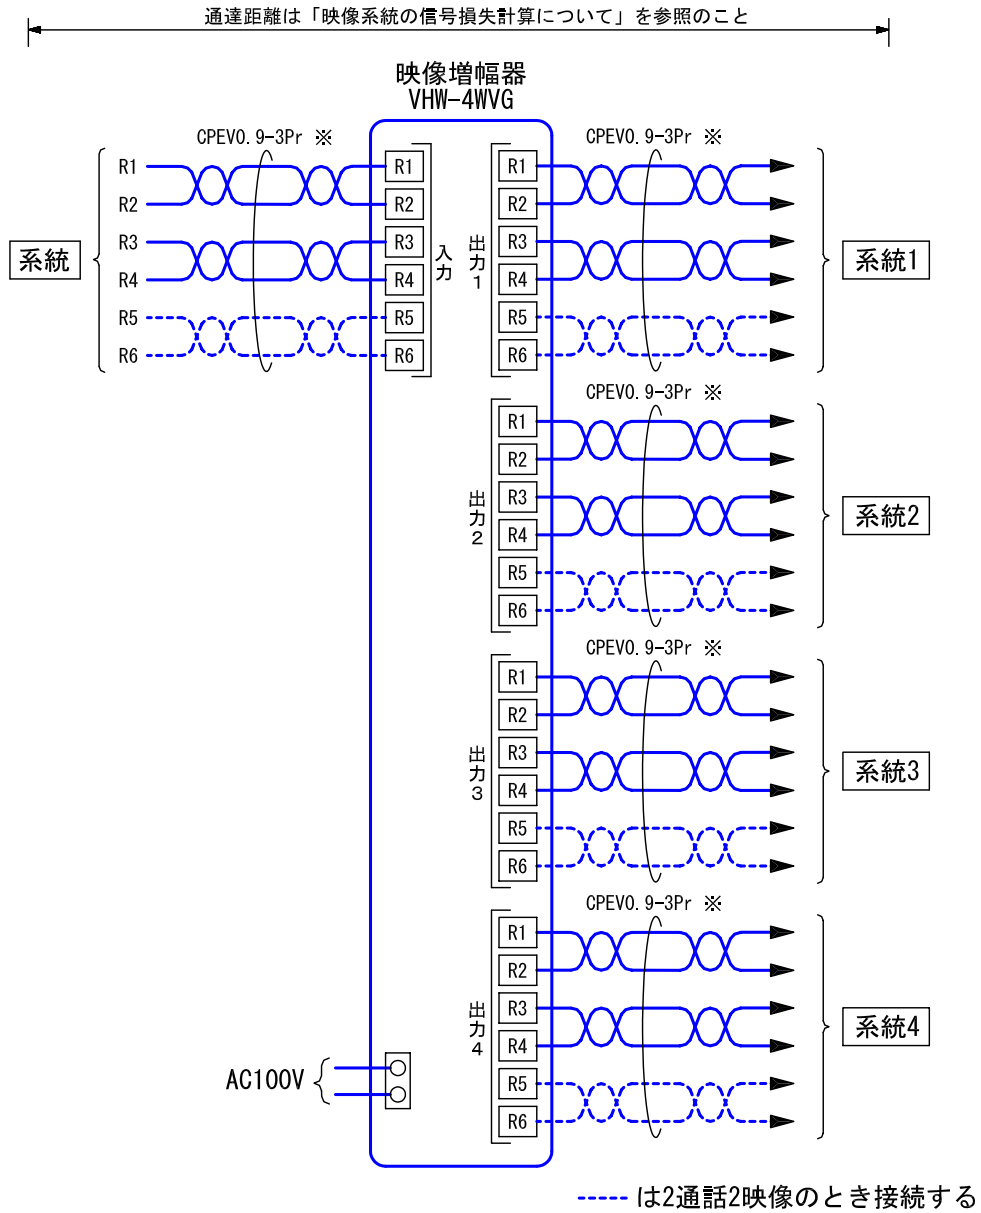 通達距離は「映像系統の信号損失計算について」を参照のこと
映像増幅器
VHW-4WVG
CPEV0.9-3Pr ※
系統
R1
R2
R3
R4
R5
R6
R1
R2
R3
R4
R5
R6
入力
出力1
R1
R2
R3
R4
R5
R6
CPEV0.9-3Pr ※
系統1
出力2
R1
R2
R3
R4
R5
R6
CPEV0.9-3Pr ※
系統2
出力3
R1
R2
R3
R4
R5
R6
CPEV0.9-3Pr ※
系統3
出力4
R1
R2
R3
R4
R5
R6
CPEV0.9-3Pr ※
系統4
AC100V
は2通話2映像のとき接続する